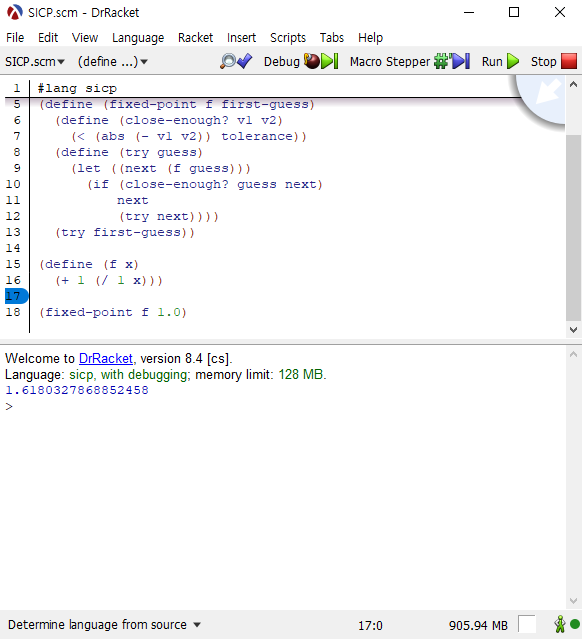 SICP.scm - DrRacket
File Edit View Language Racket Insert Scripts Tabs Help
SICP.scm▾ (define ...)▾ Debug Macro Stepper Run Stop
1 #lang sicp
5 (define (fixed-point f first-guess)
6   (define (close-enough? v1 v2)
7     (< (abs (- v1 v2)) tolerance))
8   (define (try guess)
9     (let ((next (f guess)))
10       (if (close-enough? guess next)
11           next
12           (try next))))
13   (try first-guess))
14
15 (define (f x)
16   (+ 1 (/ 1 x)))
17
18 (fixed-point f 1.0)
Welcome to DrRacket, version 8.4 [cs].
Language: sicp, with debugging; memory limit: 128 MB.
1.6180327868852458
>
Determine language from source ▾ 17:0 905.94 MB